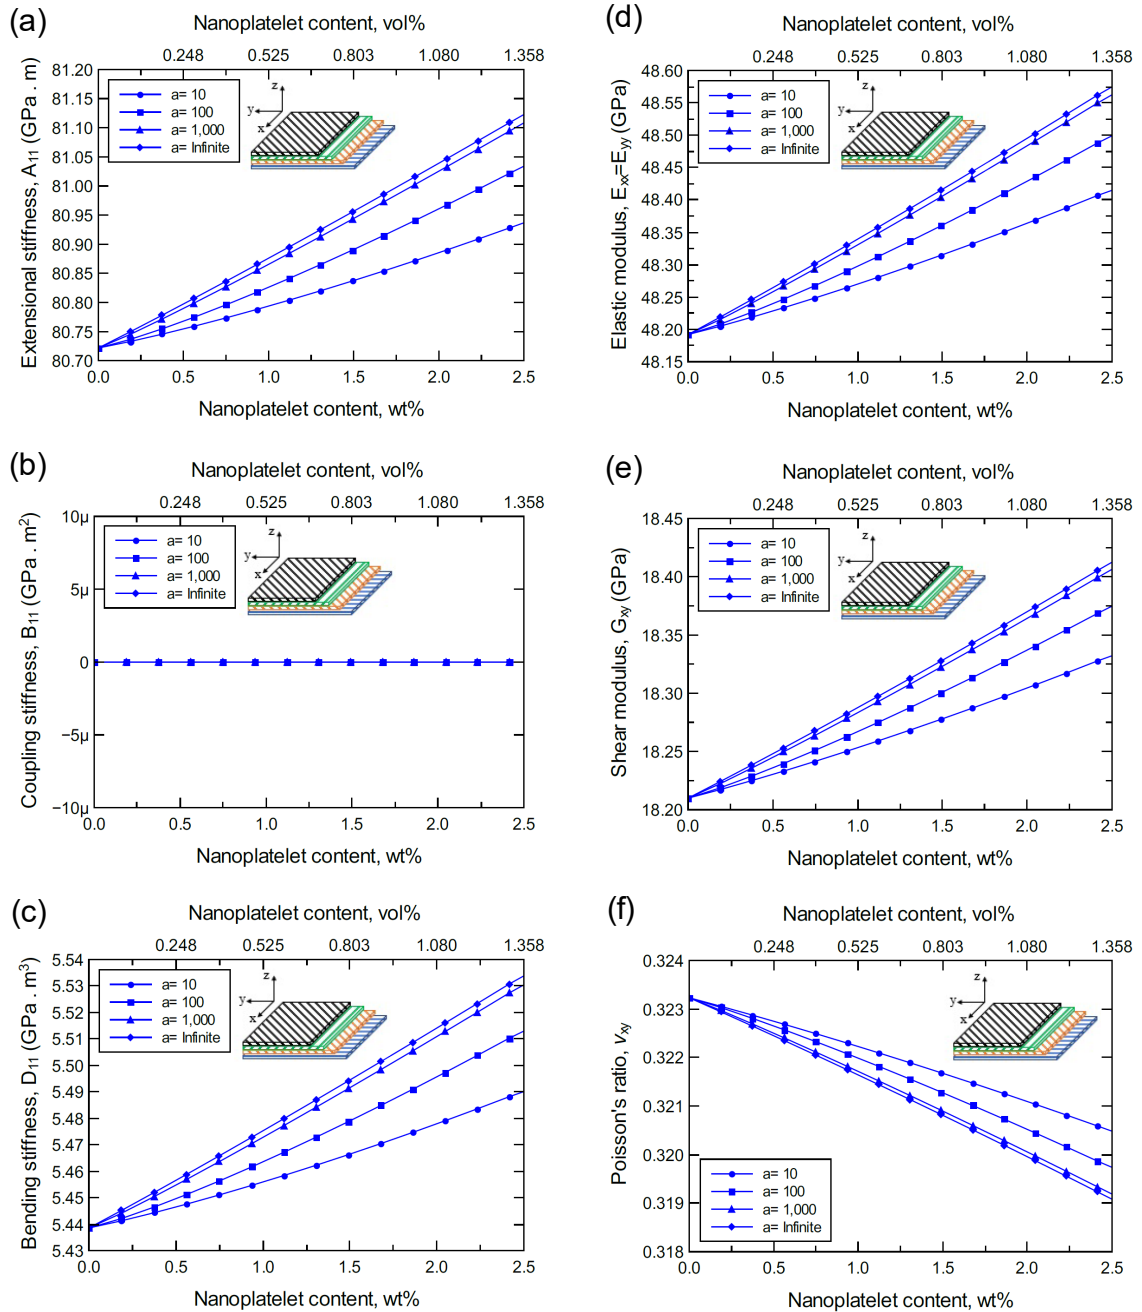 (a)
Nanoplatelet content, vol%
0.248 0.525 0.803 1.080 1.358
Extensional stiffness, A11 (GPa . m)
81.20
81.15
81.10
81.05
81.00
80.95
80.90
80.85
80.80
80.75
80.70
a= 10
a= 100
a= 1,000
a= Infinite
z
y
x
0.0 0.5 1.0 1.5 2.0 2.5
Nanoplatelet content, wt%
(d)
Nanoplatelet content, vol%
0.248 0.525 0.803 1.080 1.358
Elastic modulus, Exx=Eyy (GPa)
48.60
48.55
48.50
48.45
48.40
48.35
48.30
48.25
48.20
48.15
a= 10
a= 100
a= 1,000
a= Infinite
z
y
x
0.0 0.5 1.0 1.5 2.0 2.5
Nanoplatelet content, wt%
(b)
Nanoplatelet content, vol%
0.248 0.525 0.803 1.080 1.358
Coupling stiffness, B11 (GPa . m2)
10µ
5µ
0
−5µ
−10µ
a= 10
a= 100
a= 1,000
a= Infinite
z
y
x
0.0 0.5 1.0 1.5 2.0 2.5
Nanoplatelet content, wt%
(e)
Nanoplatelet content, vol%
0.248 0.525 0.803 1.080 1.358
Shear modulus, Gxy (GPa)
18.45
18.40
18.35
18.30
18.25
18.20
a= 10
a= 100
a= 1,000
a= Infinite
z
y
x
0.0 0.5 1.0 1.5 2.0 2.5
Nanoplatelet content, wt%
(c)
Nanoplatelet content, vol%
0.248 0.525 0.803 1.080 1.358
Bending stiffness, D11 (GPa . m3)
5.54
5.53
5.52
5.51
5.50
5.49
5.48
5.47
5.46
5.45
5.44
5.43
a= 10
a= 100
a= 1,000
a= Infinite
z
y
x
0.0 0.5 1.0 1.5 2.0 2.5
Nanoplatelet content, wt%
(f)
Nanoplatelet content, vol%
0.248 0.525 0.803 1.080 1.358
Poisson's ratio, νxy
0.324
0.323
0.322
0.321
0.320
0.319
0.318
z
y
x
a= 10
a= 100
a= 1,000
a= Infinite
0.0 0.5 1.0 1.5 2.0 2.5
Nanoplatelet content, wt%